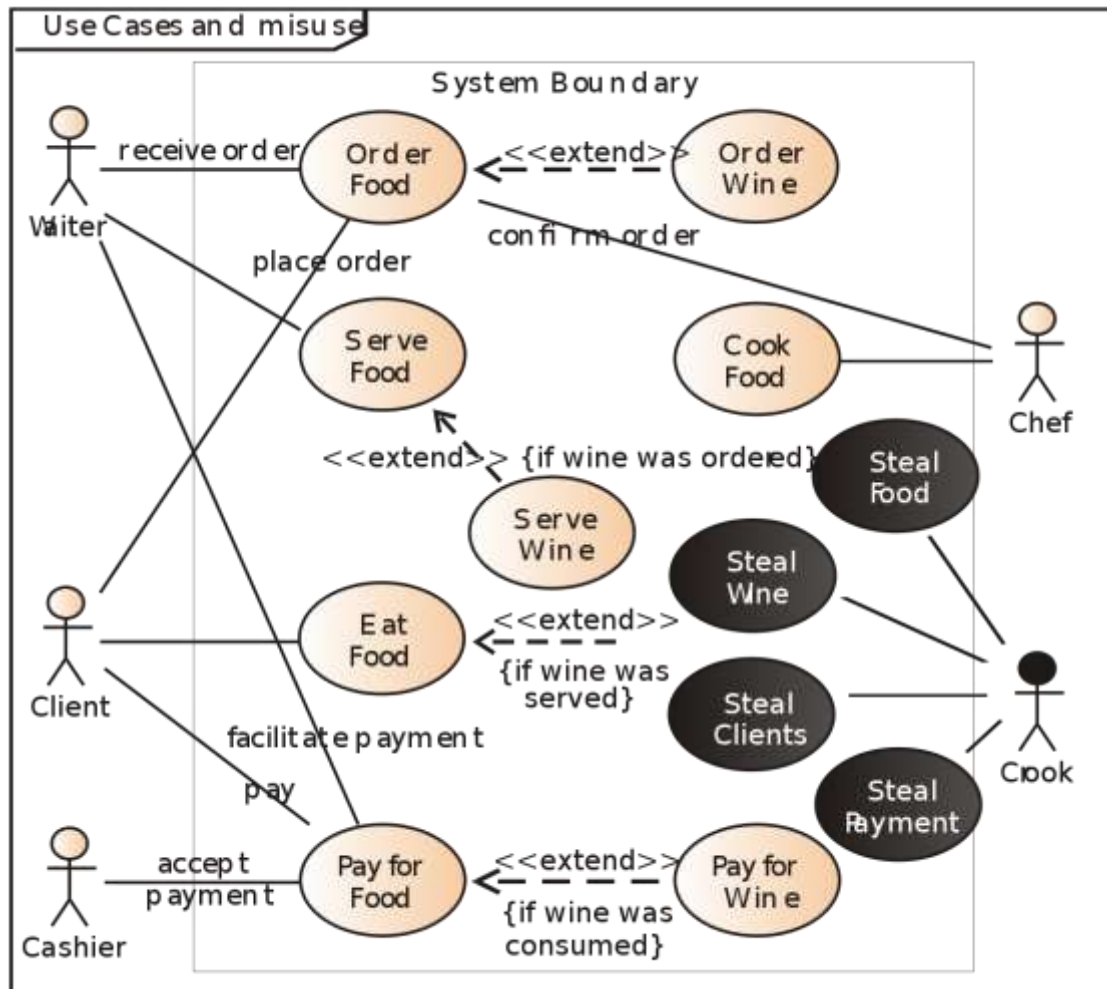 Use Cases and misuse
System Boundary
receive order
Order
Food
<<extend>>
Order
Wine
Waiter
confirm order
place order
Serve
Food
Cook
Food
Chef
<<extend>> {if wine was ordered}
Steal
Food
Serve
Wine
Steal
Wine
Eat
Food
<<extend>>
{if wine was
served}
Client
Steal
Clients
facilitate payment
pay
Crook
Steal
Payment
accept
payment
Pay for
Food
<<extend>>
Pay for
Wine
{if wine was
consumed}
Cashier